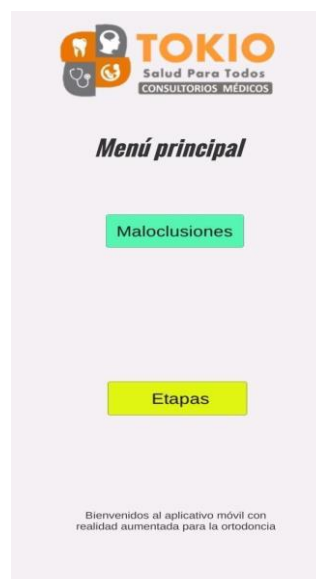 TOKIO
Salud Para Todos
CONSULTORIOS MÉDICOS
Menú principal
Maloclusiones
Etapas
Bienvenidos al aplicativo móvil con
realidad aumentada para la ortodoncia